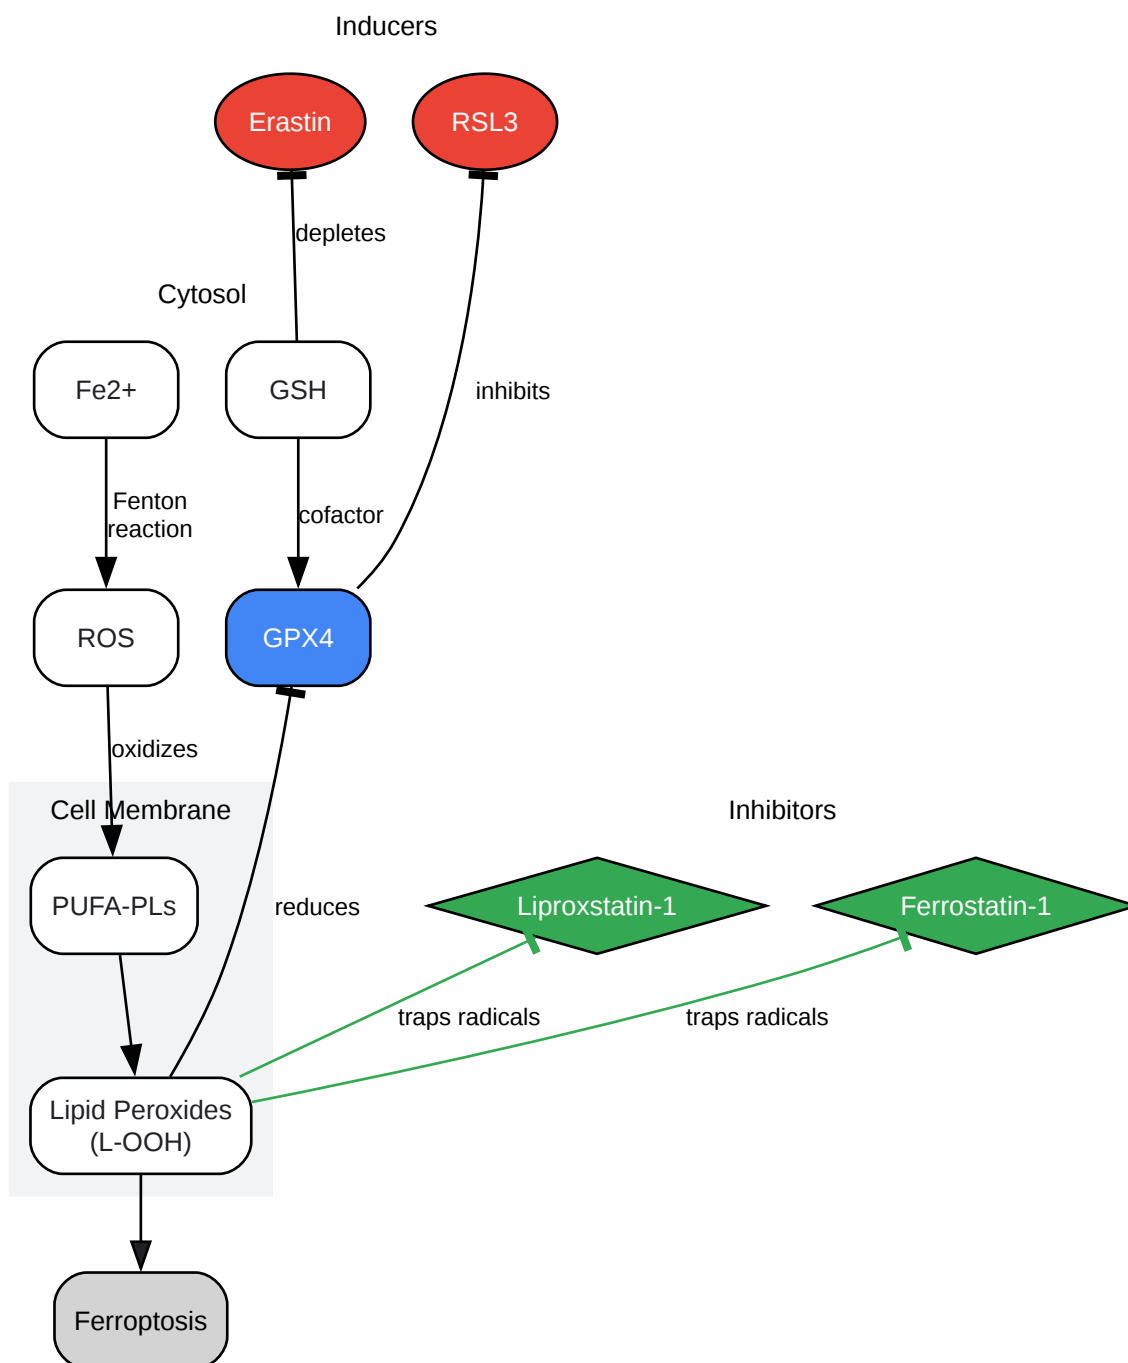 Inducers
Erastin
RSL3
depletes
Cytosol
Fe2+
GSH
inhibits
Fenton
reaction
cofactor
ROS
GPX4
oxidizes
Cell Membrane
Inhibitors
PUFA-PLs
reduces
Liproxstatin-1
Ferrostatin-1
traps radicals
traps radicals
Lipid Peroxides
(L-OOH)
Ferroptosis